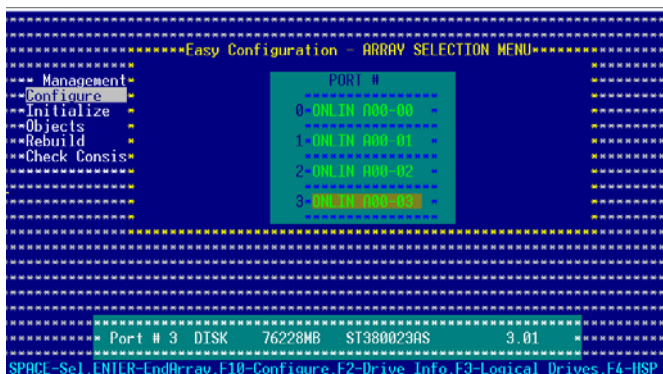 Easy Configuration - ARRAY SELECTION MENU
Management
Configure
Initialize
Objects
Rebuild
Check Consis
PORT #
0 ONLIN A00-00
1 ONLIN A00-01
2 ONLIN A00-02
3 ONLIN A00-03
Port # 3 DISK 76228MB ST380023AS 3.01
SPACE-Sel,ENTER-EndArray,F10-Configure,F2-Drive Info,F3-Logical Drives,F4-HSP